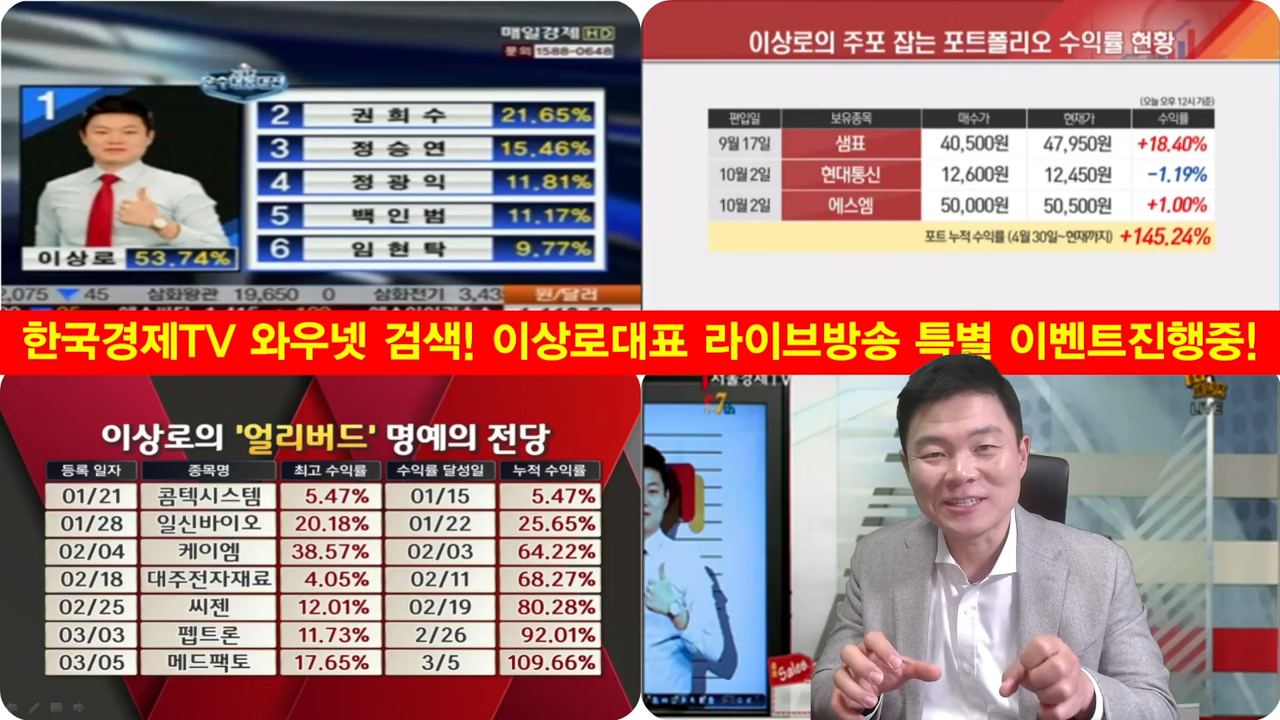 매일경제 HD
문의 1588-0648
1
이상로 53.74%
2 권희수 21.65%
3 정승연 15.46%
4 정광익 11.81%
5 백인범 11.17%
6 임현탁 9.77%
2,075 ▼ 45 삼화왕관 19,650 0 삼화전기 3,43
원/달러
이상로의 주포 잡는 포트폴리오 수익률 현황
(오늘 오후 12시 기준)
편입일 보유종목 매수가 현재가 수익률
9월 17일 샘표 40,500원 47,950원 +18.40%
10월 2일 현대통신 12,600원 12,450원 -1.19%
10월 2일 에스엠 50,000원 50,500원 +1.00%
포트 누적 수익률 (4월 30일~현재까지) +145.24%
한국경제TV 와우넷 검색! 이상로대표 라이브방송 특별 이벤트진행중!
이상로의 '얼리버드' 명예의 전당
등록 일자 종목명 최고 수익률 수익률 달성일 누적 수익률
01/21 콤텍시스템 5.47% 01/15 5.47%
01/28 일신바이오 20.18% 01/22 25.65%
02/04 케이엠 38.57% 02/03 64.22%
02/18 대주전자재료 4.05% 02/11 68.27%
02/25 씨젠 12.01% 02/19 80.28%
03/03 펩트론 11.73% 2/26 92.01%
03/05 메드팩토 17.65% 3/5 109.66%
서울경제TV
LIVE
Sales